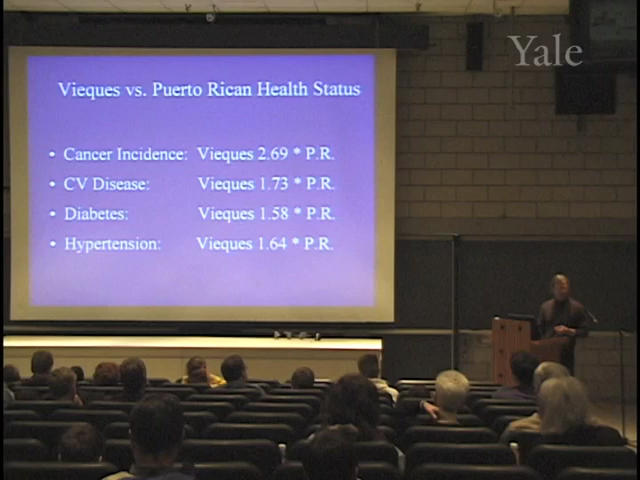 Yale
Vieques vs. Puerto Rican Health Status
• Cancer Incidence: Vieques 2.69 * P.R.
• CV Disease: Vieques 1.73 * P.R.
• Diabetes: Vieques 1.58 * P.R.
• Hypertension: Vieques 1.64 * P.R.